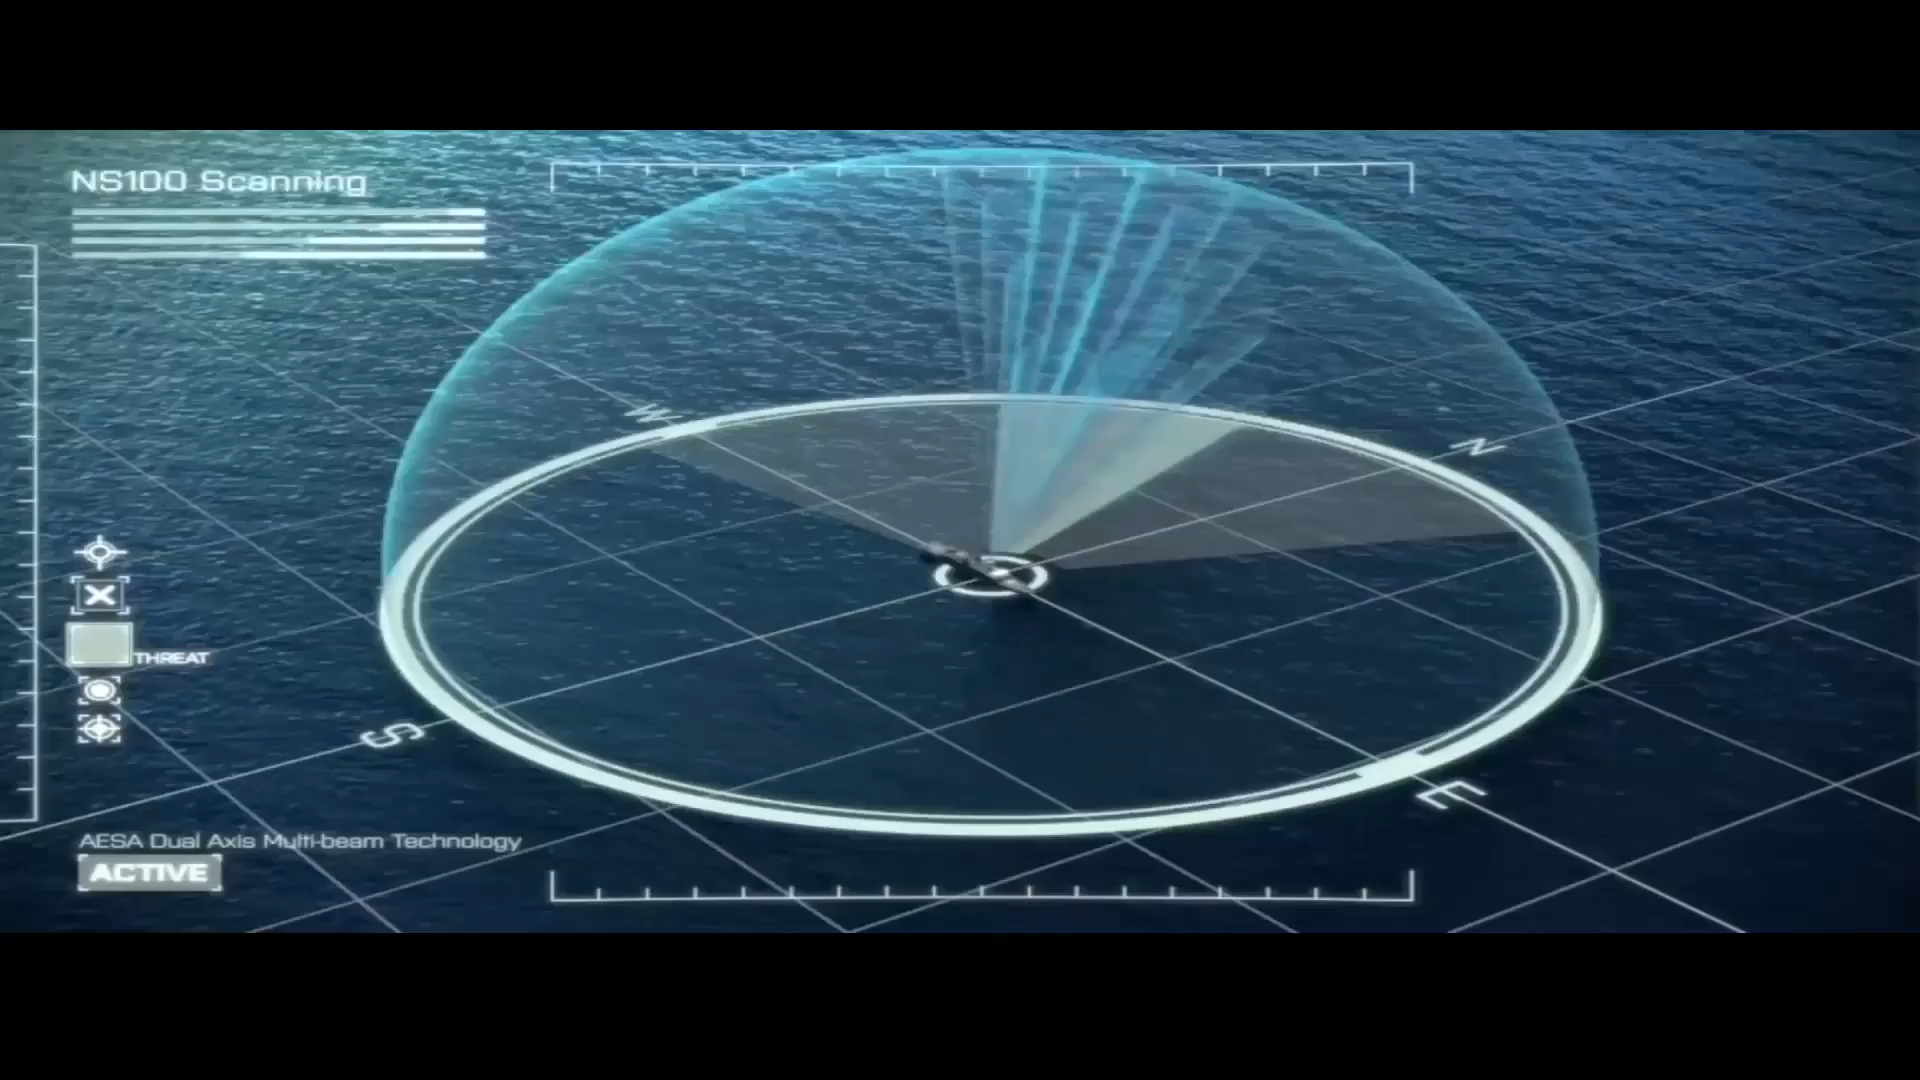 NS100 Scanning
W
N
THREAT
S
E
AESA Dual Axis Multi-beam Technology
ACTIVE